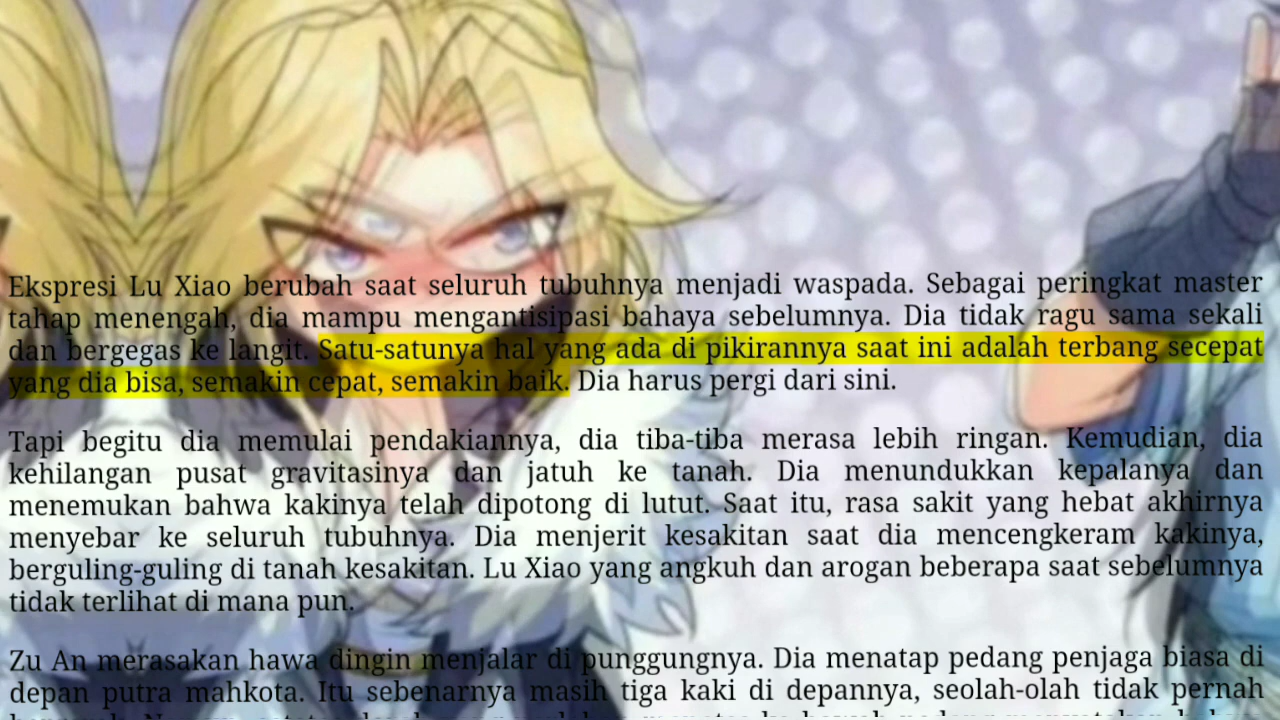 Ekspresi Lu Xiao berubah saat seluruh tubuhnya menjadi waspada. Sebagai peringkat master
tahap menengah, dia mampu mengantisipasi bahaya sebelumnya. Dia tidak ragu sama sekali
dan bergegas ke langit. Satu-satunya hal yang ada di pikirannya saat ini adalah terbang secepat
yang dia bisa, semakin cepat, semakin baik. Dia harus pergi dari sini.
Tapi begitu dia memulai pendakiannya, dia tiba-tiba merasa lebih ringan. Kemudian, dia
kehilangan pusat gravitasinya dan jatuh ke tanah. Dia menundukkan kepalanya dan
menemukan bahwa kakinya telah dipotong di lutut. Saat itu, rasa sakit yang hebat akhirnya
menyebar ke seluruh tubuhnya. Dia menjerit kesakitan saat dia mencengkeram kakinya,
berguling-guling di tanah kesakitan. Lu Xiao yang angkuh dan arogan beberapa saat sebelumnya
tidak terlihat di mana pun.
Zu An merasakan hawa dingin menjalar di punggungnya. Dia menatap pedang penjaga biasa di
depan putra mahkota. Itu sebenarnya masih tiga kaki di depannya, seolah-olah tidak pernah